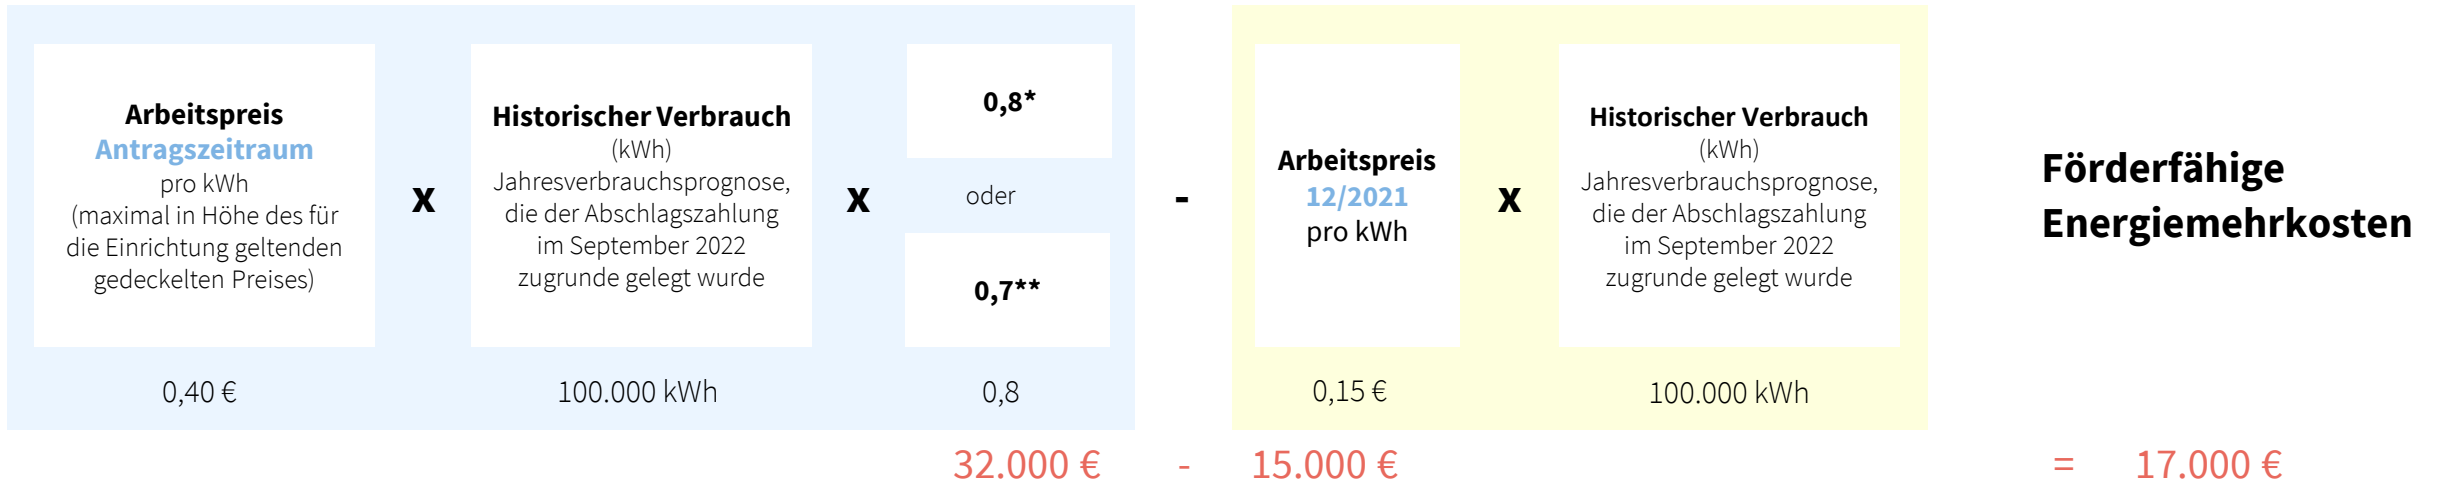 Arbeitspreis
Antragszeitraum
pro kWh
(maximal in Höhe des für
die Einrichtung geltenden
gedeckelten Preises)
0,40 €
x
Historischer Verbrauch
(kWh)
Jahresverbrauchsprognose,
die der Abschlagszahlung
im September 2022
zugrunde gelegt wurde
100.000 kWh
x
0,8*
oder
0,7**
0,8
-
Arbeitspreis
12/2021
pro kWh
0,15 €
x
Historischer Verbrauch
(kWh)
Jahresverbrauchsprognose,
die der Abschlagszahlung
im September 2022
zugrunde gelegt wurde
100.000 kWh
Förderfähige
Energiemehrkosten
32.000 € - 15.000 € = 17.000 €